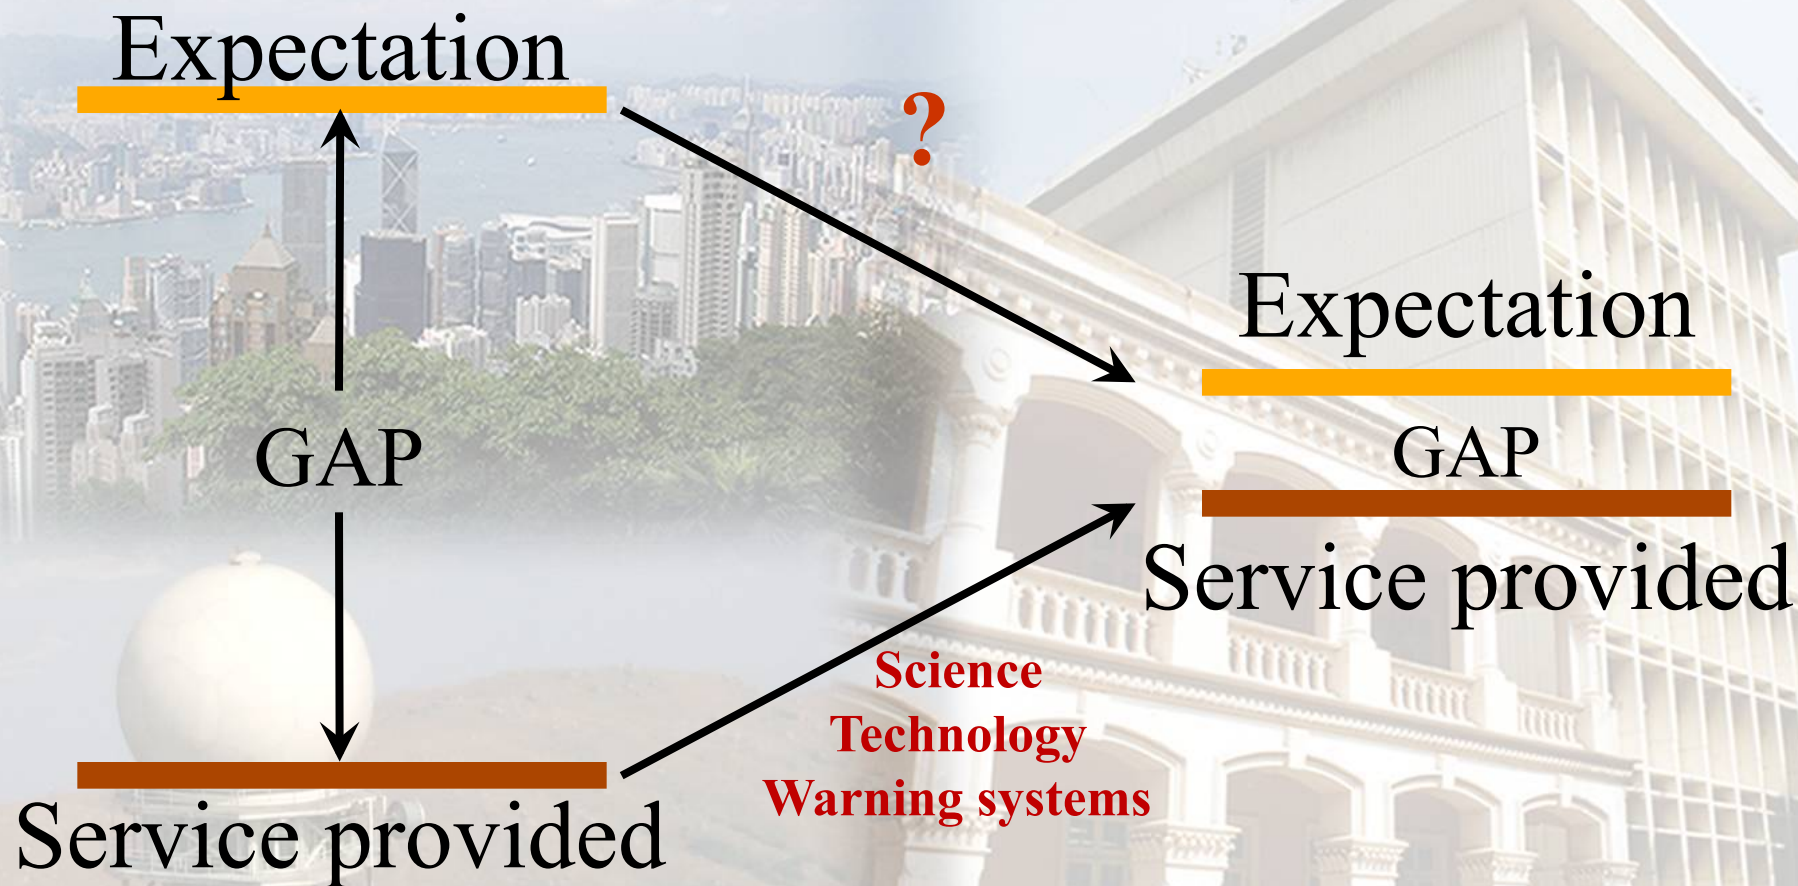 Expectation
?
Expectation
GAP
GAP
Service provided
Science
Technology
Warning systems
Service provided